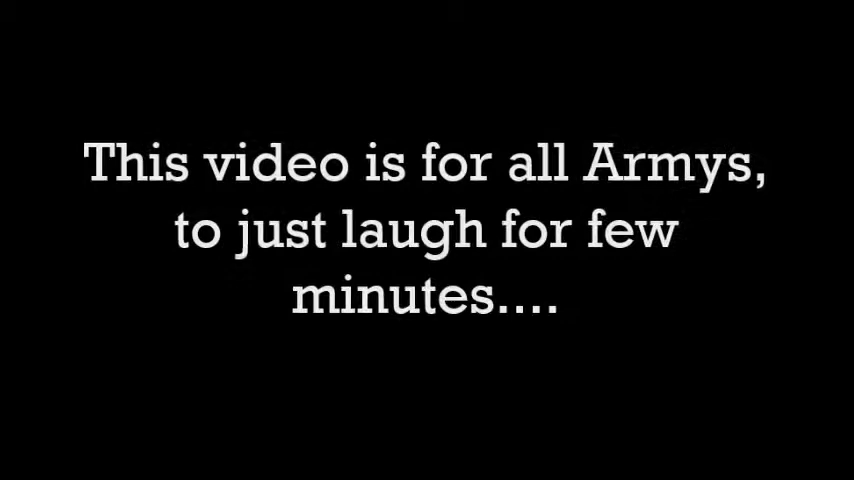 This video is for all Armys,
to just laugh for few
minutes....